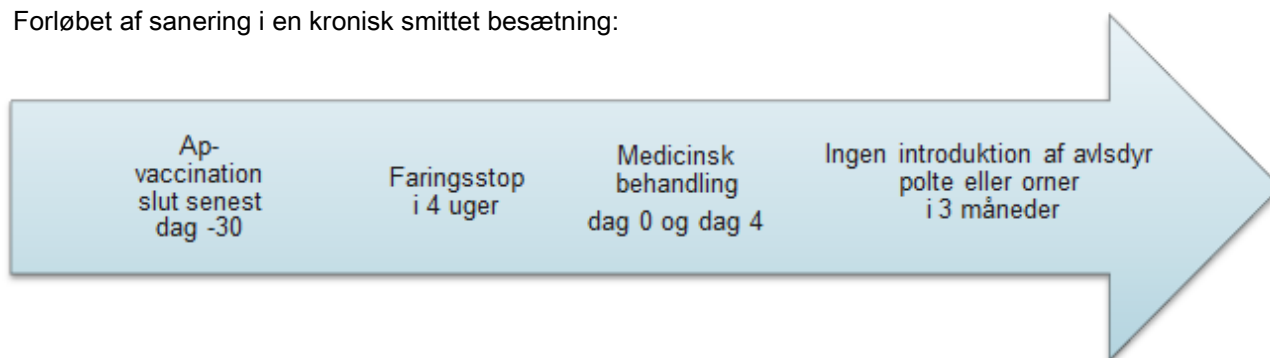 Forløbet af sanering i en kronisk smittet besætning:
Ap-
vaccination
slut senest
dag -30
Faringsstop
i 4 uger
Medicinsk
behandling
dag 0 og dag 4
Ingen introduktion af avlsdyr
polte eller orner
i 3 måneder